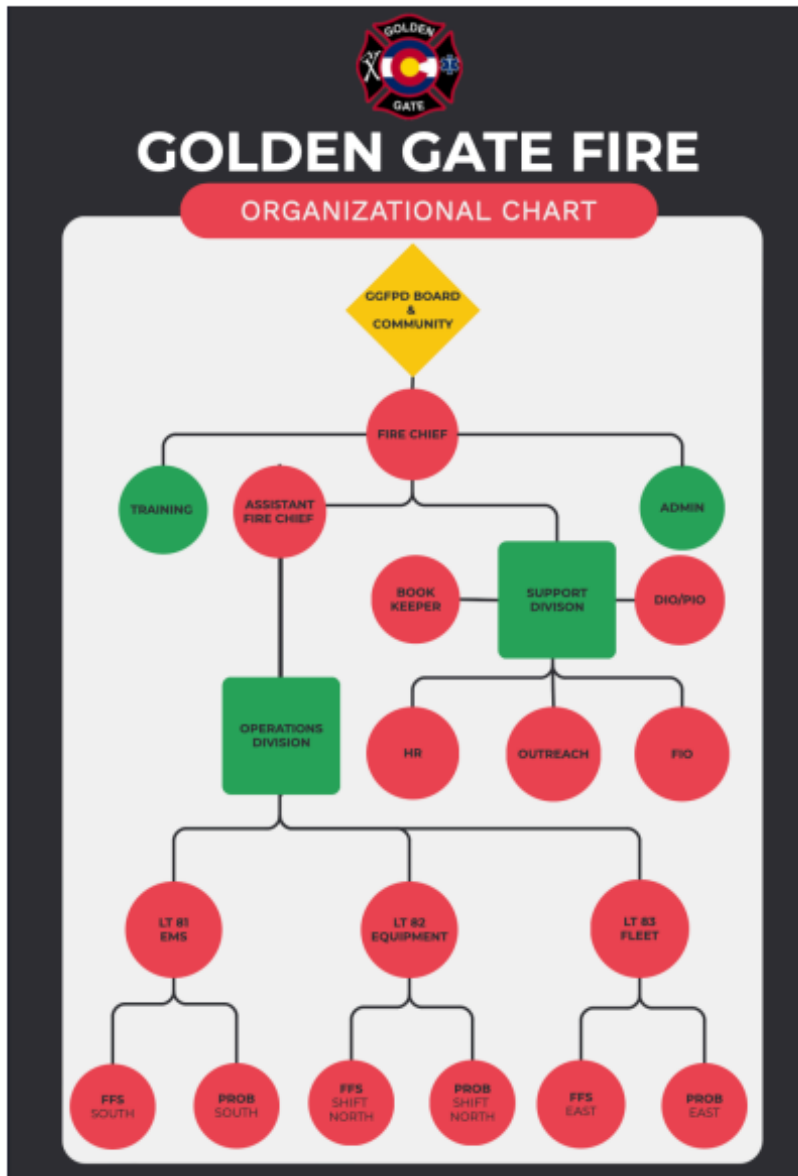 GOLDEN
GATE
GOLDEN GATE FIRE
ORGANIZATIONAL CHART
GGFPD BOARD
&
COMMUNITY
FIRE CHIEF
TRAINING
ASSISTANT
FIRE CHIEF
ADMIN
BOOK
KEEPER
SUPPORT
DIVISON
DIO/PIO
OPERATIONS
DIVISION
HR
OUTREACH
FIO
LT 81
EMS
LT 82
EQUIPMENT
LT 83
FLEET
FFS
SOUTH
PROB
SOUTH
FFS
SHIFT
NORTH
PROB
SHIFT
NORTH
FFS
EAST
PROB
EAST